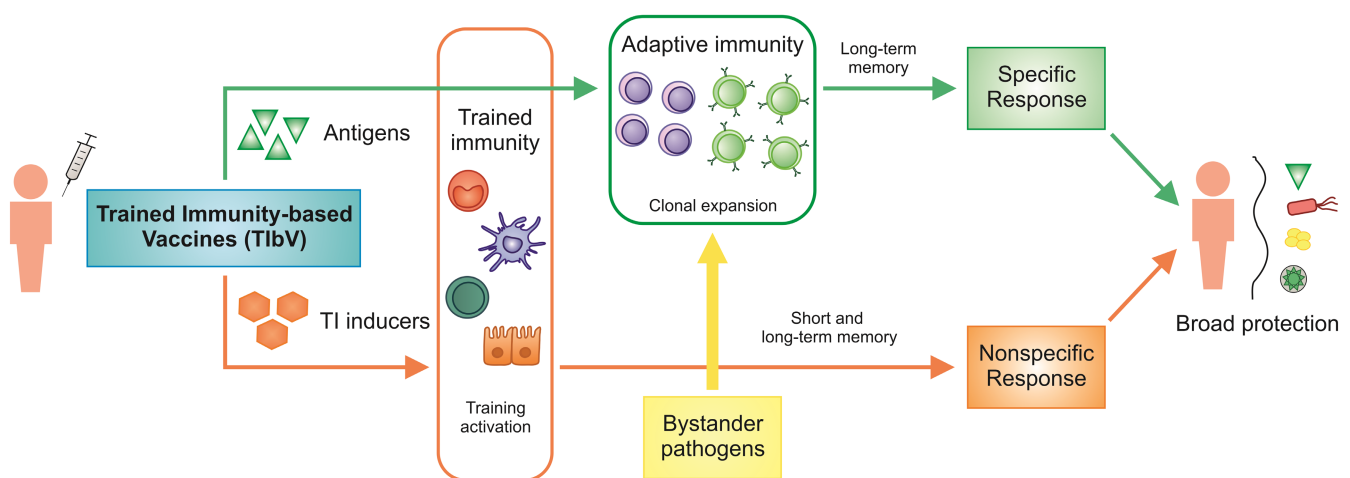 Trained Immunity-based
Vaccines (TIbV)
Antigens
TI inducers
Trained
immunity
Training
activation
Adaptive immunity
Clonal expansion
Bystander
pathogens
Long-term
memory
Short and
long-term memory
Specific
Response
Nonspecific
Response
Broad protection